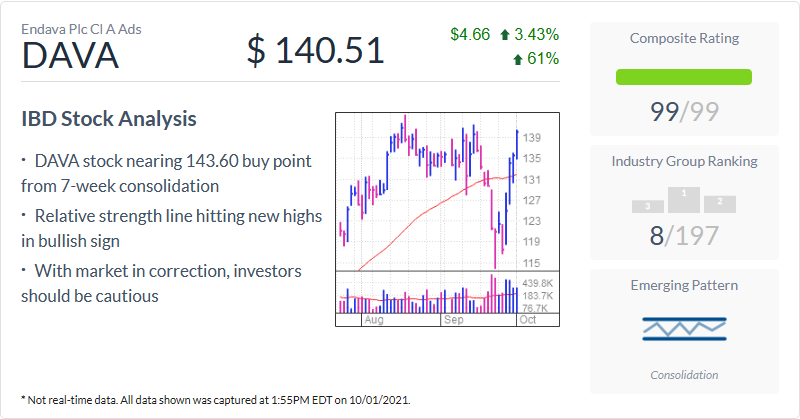 Endava Plc Cl A Ads
DAVA
$ 140.51
$4.66 3.43%
61%
IBD Stock Analysis
· DAVA stock nearing 143.60 buy point
from 7-week consolidation
· Relative strength line hitting new highs
in bullish sign
· With market in correction, investors
should be cautious
139
135
131
127
123
119
115
439.8K
183.7K
76.7K
Aug Sep Oct
Composite Rating
99/99
Industry Group Ranking
3 1 2
8/197
Emerging Pattern
Consolidation
* Not real-time data. All data shown was captured at 1:55PM EDT on 10/01/2021.